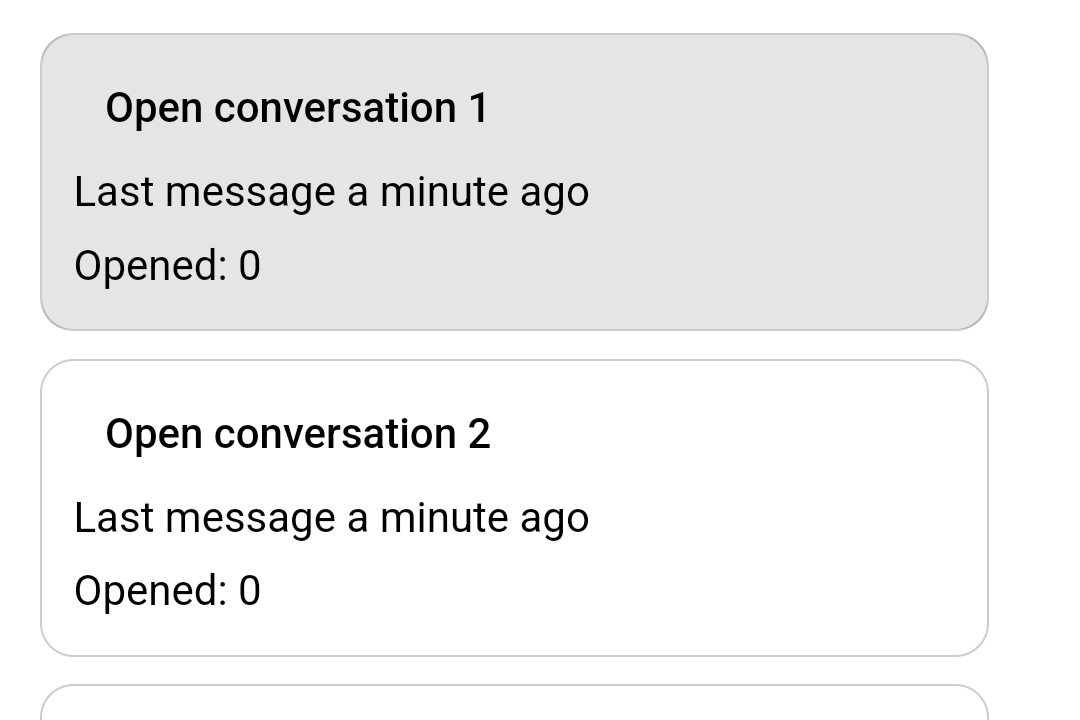 Open conversation 1
Last message a minute ago
Opened: 0
Open conversation 2
Last message a minute ago
Opened: 0